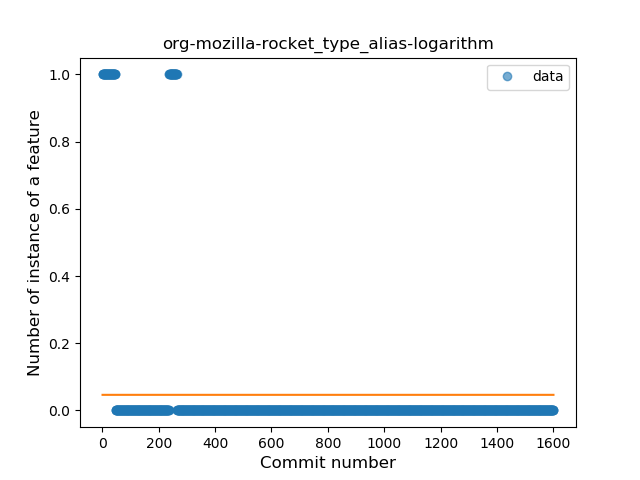 org-mozilla-rocket_type_alias-logarithm
data
Number of instance of a feature
1.0
0.8
0.6
0.4
0.2
0.0
0 200 400 600 800 1000 1200 1400 1600
Commit number